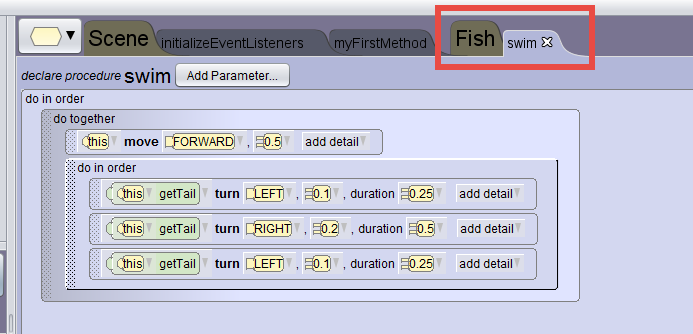 Scene initializeEventListeners myFirstMethod Fish swim
declare procedure swim Add Parameter...
do in order
do together
this move FORWARD , 0.5 add detail
do in order
this getTail turn LEFT , 0.1 , duration 0.25 add detail
this getTail turn RIGHT , 0.2 , duration 0.5 add detail
this getTail turn LEFT , 0.1 , duration 0.25 add detail